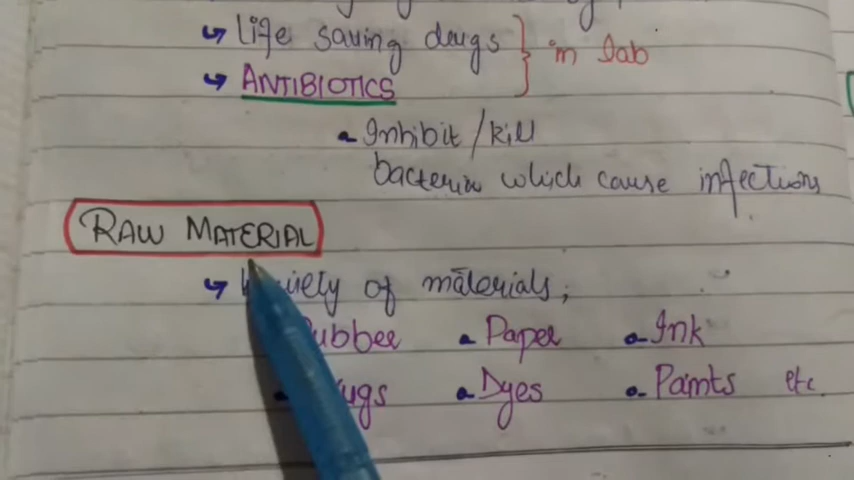 Life saving drugs } in lab
ANTIBIOTICS
Inhibit/kill
bacteria which cause infections
RAW MATERIAL
of materials;
Rubber Paper Ink
Dyes Paints etc.